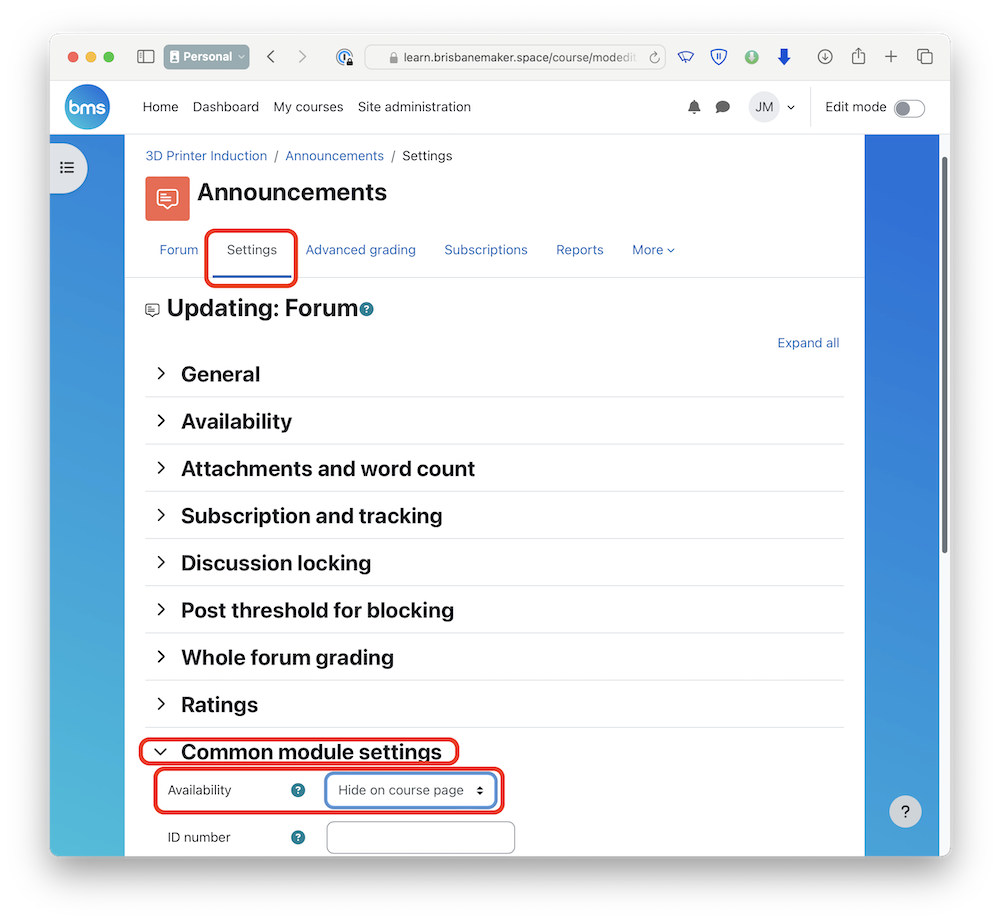 Personal
learn.brisbanemaker.space/course/modedit
bms
Home Dashboard My courses Site administration
JM
Edit mode
3D Printer Induction / Announcements / Settings
Announcements
Forum Settings Advanced grading Subscriptions Reports More
Updating: Forum ?
Expand all
General
Availability
Attachments and word count
Subscription and tracking
Discussion locking
Post threshold for blocking
Whole forum grading
Ratings
Common module settings
Availability ? Hide on course page
?
ID number ?